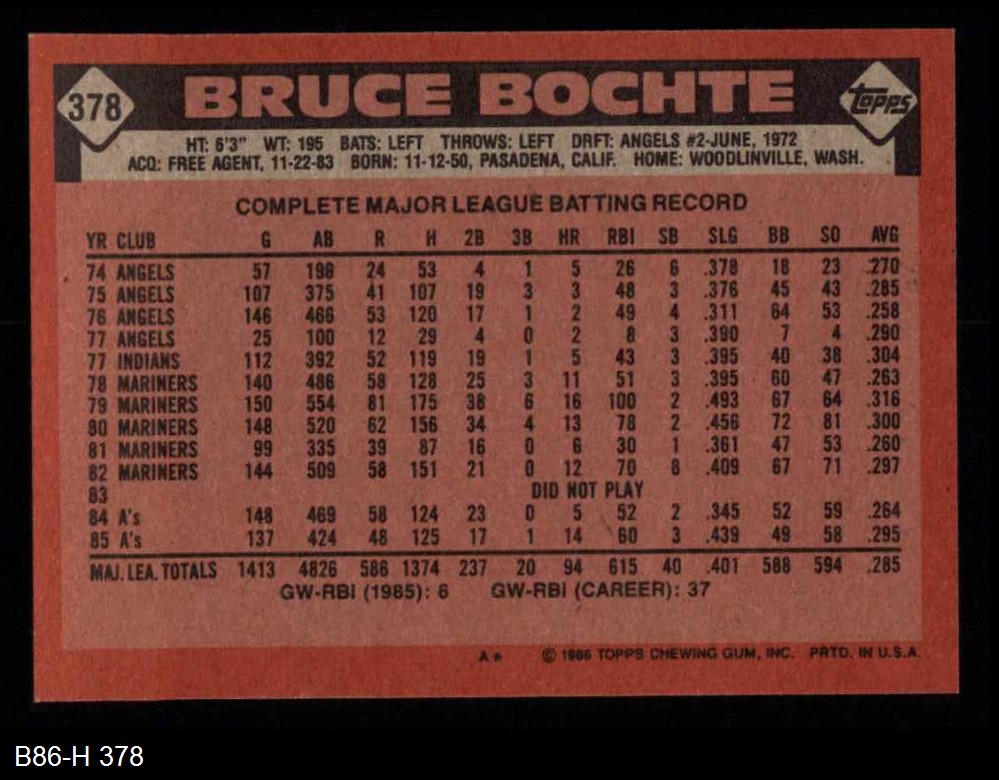 378 BRUCE BOCHTE Topps
HT: 6'3" WT: 195 BATS: LEFT THROWS: LEFT DRFT: ANGELS #2-JUNE, 1972
ACQ: FREE AGENT, 11-22-83 BORN: 11-12-50, PASADENA, CALIF. HOME: WOODLINVILLE, WASH.
COMPLETE MAJOR LEAGUE BATTING RECORD
YR CLUB G AB R H 2B 3B HR RBI SB SLG BB SO AVG
74 ANGELS 57 198 24 53 4 1 5 26 6 .378 18 23 .270
75 ANGELS 107 375 41 107 19 3 3 48 3 .376 45 43 .285
76 ANGELS 146 466 53 120 17 1 2 49 4 .311 64 53 .258
77 ANGELS 25 100 12 29 4 0 2 8 3 .390 7 4 .290
77 INDIANS 112 392 52 119 19 1 5 43 3 .395 40 38 .304
78 MARINERS 140 486 58 128 25 3 11 51 3 .395 60 47 .263
79 MARINERS 150 554 81 175 38 6 16 100 2 .493 67 64 .316
80 MARINERS 148 520 62 156 34 4 13 78 2 .456 72 81 .300
81 MARINERS 99 335 39 87 16 0 6 30 1 .361 47 53 .260
82 MARINERS 144 509 58 151 21 0 12 70 8 .409 67 71 .297
83 DID NOT PLAY
84 A's 148 469 58 124 23 0 5 52 2 .345 52 59 .264
85 A's 137 424 48 125 17 1 14 60 3 .439 49 58 .295
MAJ. LEA. TOTALS 1413 4826 586 1374 237 20 94 615 40 .401 588 594 .285
GW-RBI (1985): 6 GW-RBI (CAREER): 37
A* © 1986 TOPPS CHEWING GUM, INC. PRTD. IN U.S.A.
B86-H 378